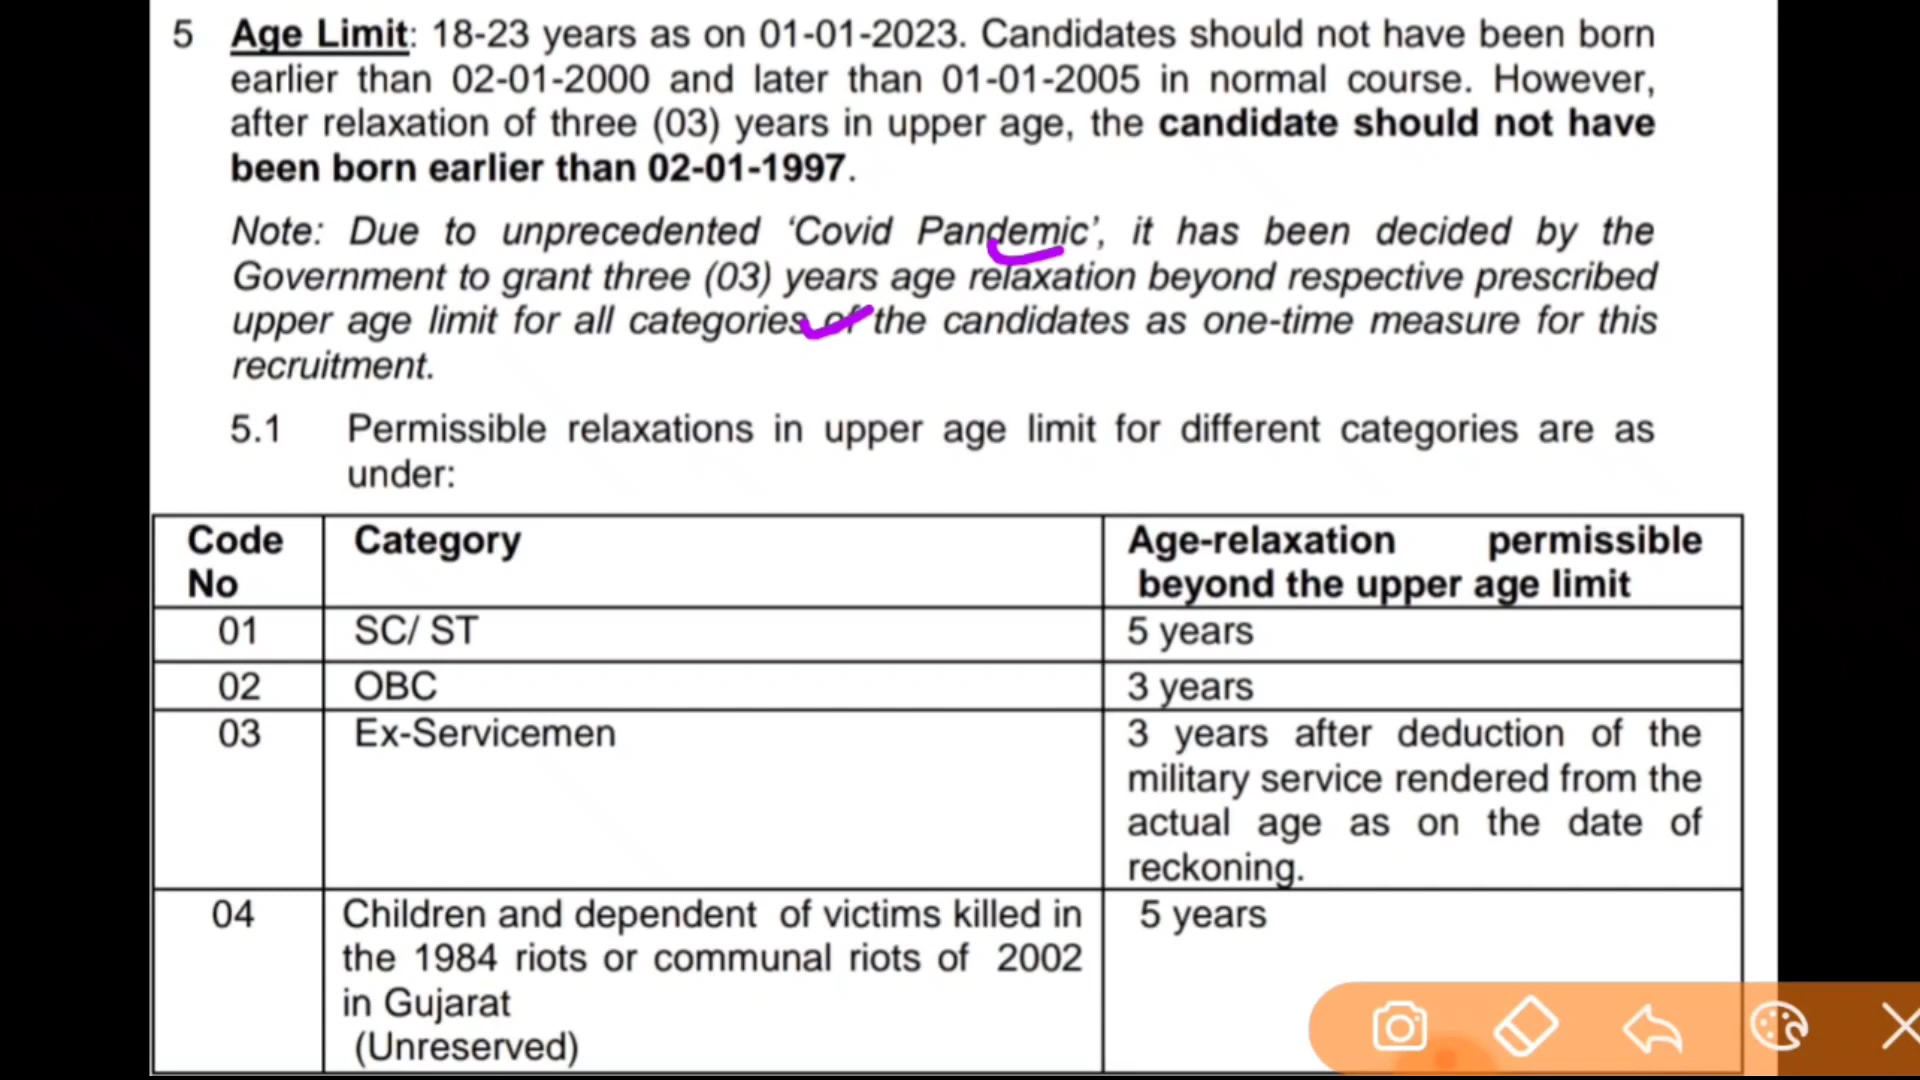 5 Age Limit: 18-23 years as on 01-01-2023. Candidates should not have been born
earlier than 02-01-2000 and later than 01-01-2005 in normal course. However,
after relaxation of three (03) years in upper age, the candidate should not have
been born earlier than 02-01-1997.
Note: Due to unprecedented ‘Covid Pandemic’, it has been decided by the
Government to grant three (03) years age relaxation beyond respective prescribed
upper age limit for all categories of the candidates as one-time measure for this
recruitment.
5.1 Permissible relaxations in upper age limit for different categories are as
under:
Code No
Category
Age-relaxation permissible
beyond the upper age limit
01 SC/ ST 5 years
02 OBC 3 years
03 Ex-Servicemen 3 years after deduction of the
military service rendered from the
actual age as on the date of
reckoning.
04 Children and dependent of victims killed in 5 years
the 1984 riots or communal riots of 2002
in Gujarat
(Unreserved)